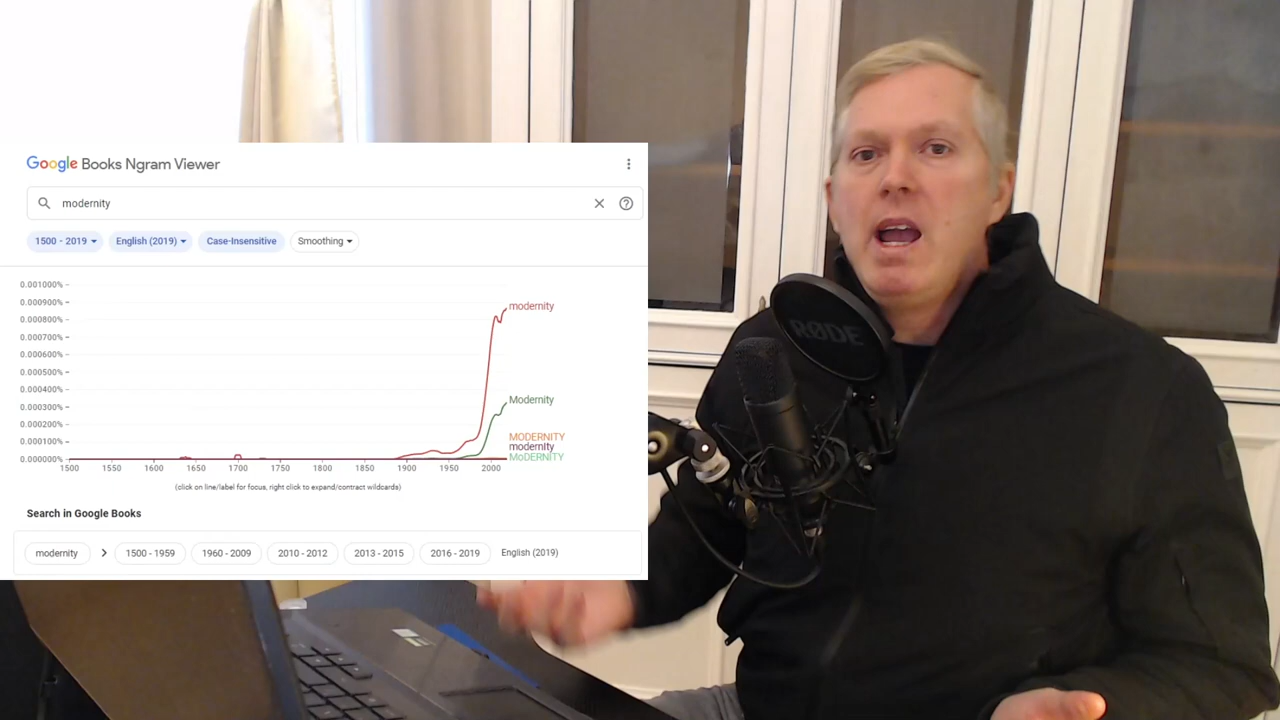 Google Books Ngram Viewer
modernity
1500 - 2019 English (2019) Case-Insensitive Smoothing
0.001000%
0.000900%
0.000800%
0.000700%
0.000600%
0.000500%
0.000400%
0.000300%
0.000200%
0.000100%
0.000000%
modernity
Modernity
MODERNITY
modernity
MoDERNITY
1500 1550 1600 1650 1700 1750 1800 1850 1900 1950 2000
(click on line/label for focus, right click to expand/contract wildcards)
Search in Google Books
modernity 1500 - 1959 1960 - 2009 2010 - 2012 2013 - 2015 2016 - 2019 English (2019)
RØDE